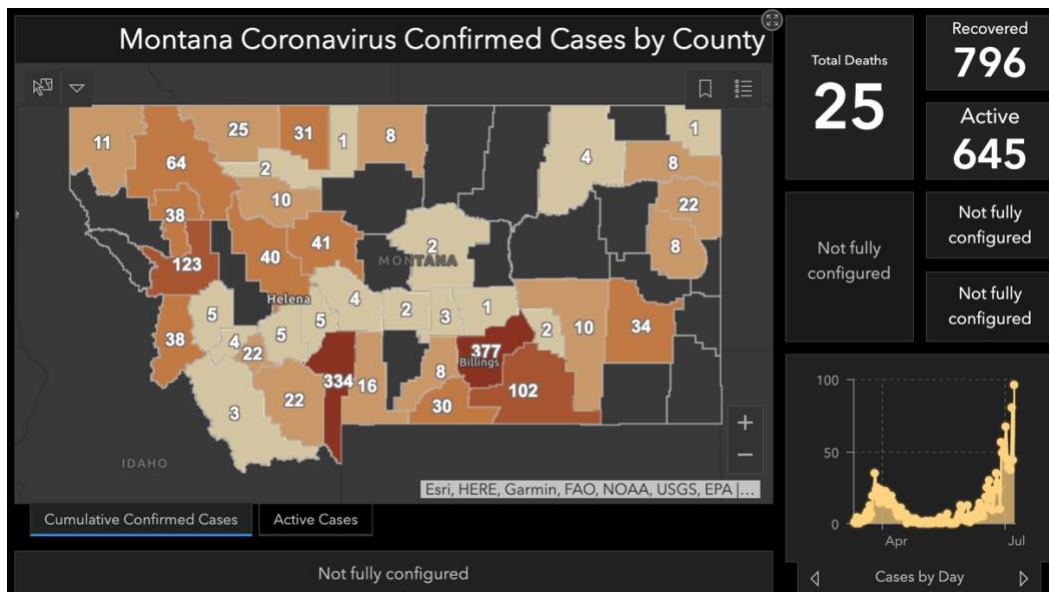 Montana Coronavirus Confirmed Cases by County
11
64
25
2
31
1
8
4
1
8
22
8
10
38
123
40
41
2
MONTANA
Helena
38
5
4
22
5
5
4
2
3
1
377
Billings
2
10
34
3
22
334
16
8
30
102
IDAHO
+
−
Esri, HERE, Garmin, FAO, NOAA, USGS, EPA |...
Cumulative Confirmed Cases
Active Cases
Not fully configured
Total Deaths
25
Recovered
796
Active
645
Not fully
configured
Not fully
configured
Not fully
configured
100
50
0
Apr
Jul
Cases by Day